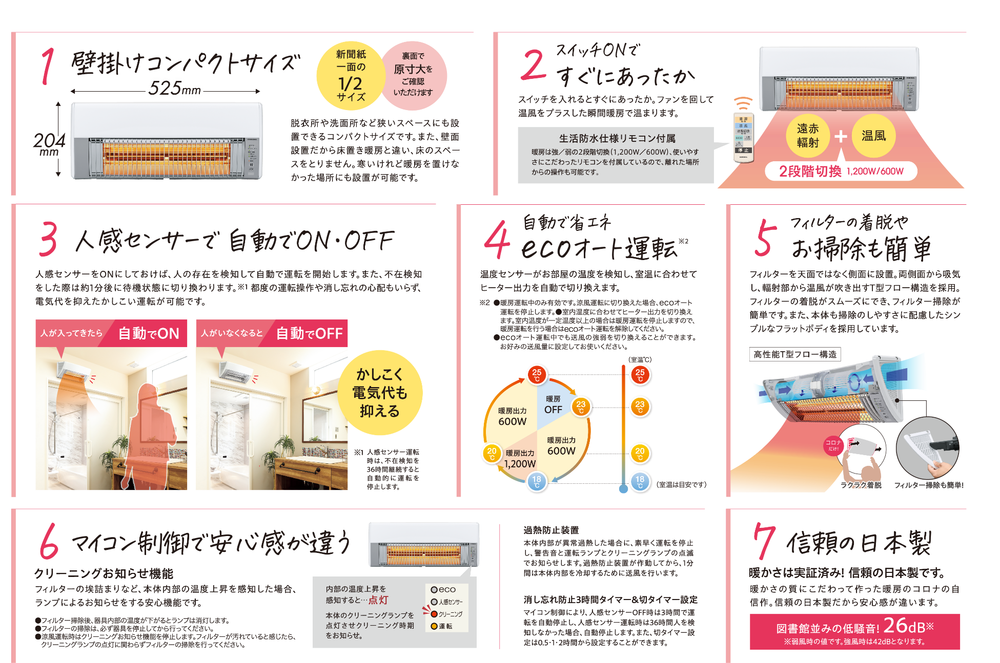 1 壁掛けコンパクトサイズ
525mm
204
mm
新聞紙
一面の
1/2
サイズ
裏面で
原寸大を
ご確認
いただけます
脱衣所や洗面所など狭いスペースにも設
置できるコンパクトサイズです。また、壁面
設置だから床置き暖房と違い、床のスペー
スをとりません。寒いけれど暖房を置けな
かった場所にも設置が可能です。
2 スイッチONで
すぐにあったか
スイッチを入れるとすぐにあったか。ファンを回して
温風をプラスした瞬間暖房で温まります。
生活防水仕様リモコン付属
暖房は強／弱の2段階切換（1,200W／600W）、使いやす
さにこだわったリモコンを付属しているので、離れた場所
からの操作も可能です。
暖房
涼風
送風切換
eco
停止
CORONA
遠赤
輻射
+
温風
2段階切換 1,200W/600W
3 人感センサーで 自動でON・OFF
人感センサーをONにしておけば、人の存在を検知して自動で運転を開始します。また、不在検知
をした際は約1分後に待機状態に切り換わります。※1 都度の運転操作や消し忘れの心配もいらず、
電気代を抑えたかしこい運転が可能です。
人が入ってきたら 自動でON
人がいなくなると 自動でOFF
かしこく
電気代も
抑える
※1 人感センサー運転
時は、不在検知を
36時間継続すると
自動的に運転を
停止します。
4 自動で省エネ
ecoオート運転※2
温度センサーがお部屋の温度を検知し、室温に合わせて
ヒーター出力を自動で切り換えます。
※2 ●暖房運転中のみ有効です。涼風運転に切り換えた場合、ecoオート
運転を停止します。●室内温度に合わせてヒーター出力を切り換え
ます。室内温度が一定温度以上の場合は暖房運転を停止しますので、
暖房運転を行う場合はecoオート運転を解除してください。
●ecoオート運転中でも送風の強弱を切り換えることができます。
お好みの送風量に設定してお使いください。
（室温℃）
25℃
25℃
暖房
OFF
23℃
23℃
暖房出力
600W
暖房出力
600W
20℃
20℃
暖房出力
1,200W
18℃
18℃
（室温は目安です）
5 フィルターの着脱や
お掃除も簡単
フィルターを天面ではなく側面に設置。両側面から吸気
し、輻射部から温風が吹き出すT型フロー構造を採用。
フィルターの着脱がスムーズにでき、フィルター掃除が
簡単です。また、本体も掃除のしやすさに配慮したシン
プルなフラットボディを採用しています。
高性能T型フロー構造
コロナ
だけ!
ラクラク着脱
フィルター掃除も簡単!
6 マイコン制御で安心感が違う
クリーニングお知らせ機能
フィルターの埃詰まりなど、本体内部の温度上昇を感知した場合、
ランプによるお知らせをする安心機能です。
●フィルター掃除後、器具内部の温度が下がるとランプは消灯します。
●フィルターの掃除は、必ず器具を停止してから行ってください。
●涼風運転時はクリーニングお知らせ機能を停止します。フィルターが汚れていると感じたら、
クリーニングランプの点灯に関わらずフィルターの掃除を行ってください。
内部の温度上昇を
感知すると…点灯
本体のクリーニングランプを
点灯させクリーニング時期
をお知らせ。
eco
人感センサー
クリーニング
運転
過熱防止装置
本体内部が異常過熱した場合に、素早く運転を停止
し、警告音と運転ランプとクリーニングランプの点滅
でお知らせします。過熱防止装置が作動してから、1分
間は本体内部を冷却するために送風を行います。
消し忘れ防止3時間タイマー&切タイマー設定
マイコン制御により、人感センサーOFF時は3時間で運
転を自動停止し、人感センサー運転時は36時間人を検
知しなかった場合、自動停止します。また、切タイマー設
定は0.5・1・2時間から設定することができます。
7 信頼の日本製
暖かさは実証済み! 信頼の日本製です。
暖かさの質にこだわって作った暖房のコロナの自
信作。信頼の日本製だから安心感が違います。
図書館並みの低騒音! 26dB※
※弱風時の値です。強風時は42dBとなります。